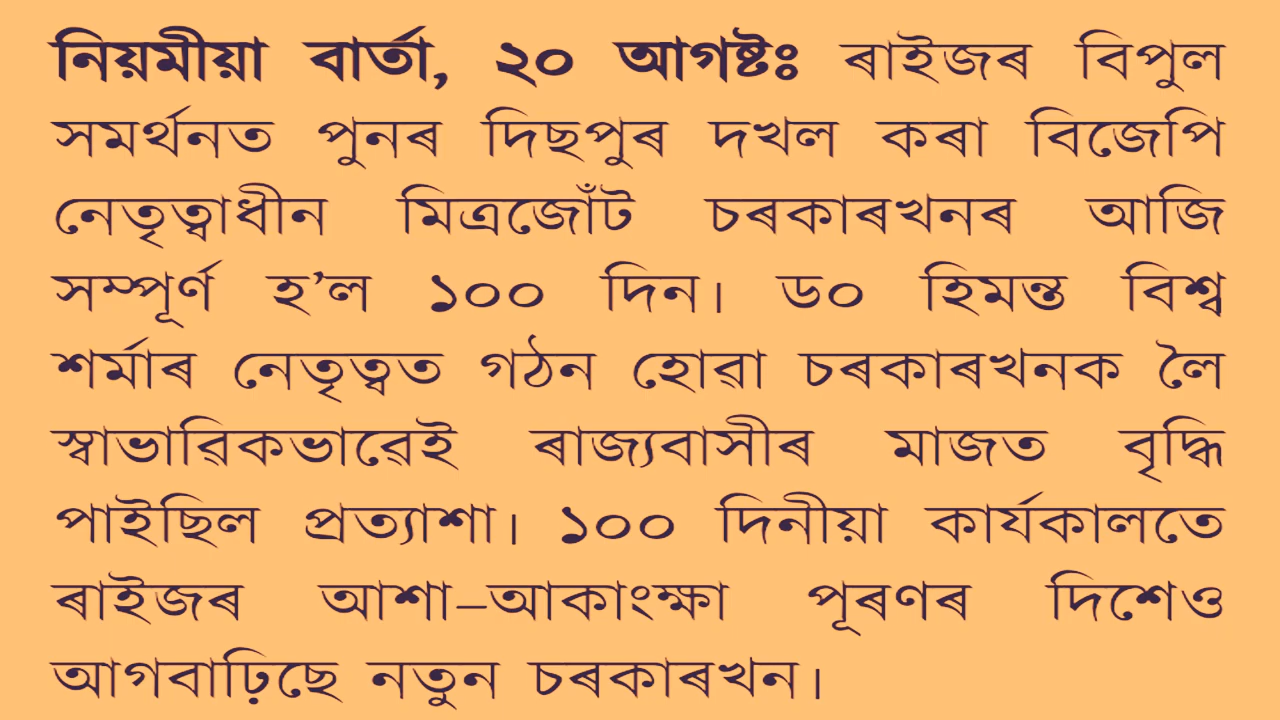 নিয়মীয়া বাৰ্তা, ২০ আগষ্টঃ ৰাইজৰ বিপুল
সমৰ্থনত পুনৰ দিছপুৰ দখল কৰা বিজেপি
নেতৃত্বাধীন মিত্ৰজোঁট চৰকাৰখনৰ আজি
সম্পূৰ্ণ হ’ল ১০০ দিন। ড০ হিমন্ত বিশ্ব
শৰ্মাৰ নেতৃত্বত গঠন হোৱা চৰকাৰখনক লৈ
স্বাভাৱিকভাৱেই ৰাজ্যবাসীৰ মাজত বৃদ্ধি
পাইছিল প্ৰত্যাশা। ১০০ দিনীয়া কাৰ্যকালতে
ৰাইজৰ আশা–আকাংক্ষা পূৰণৰ দিশেও
আগবাঢ়িছে নতুন চৰকাৰখন।